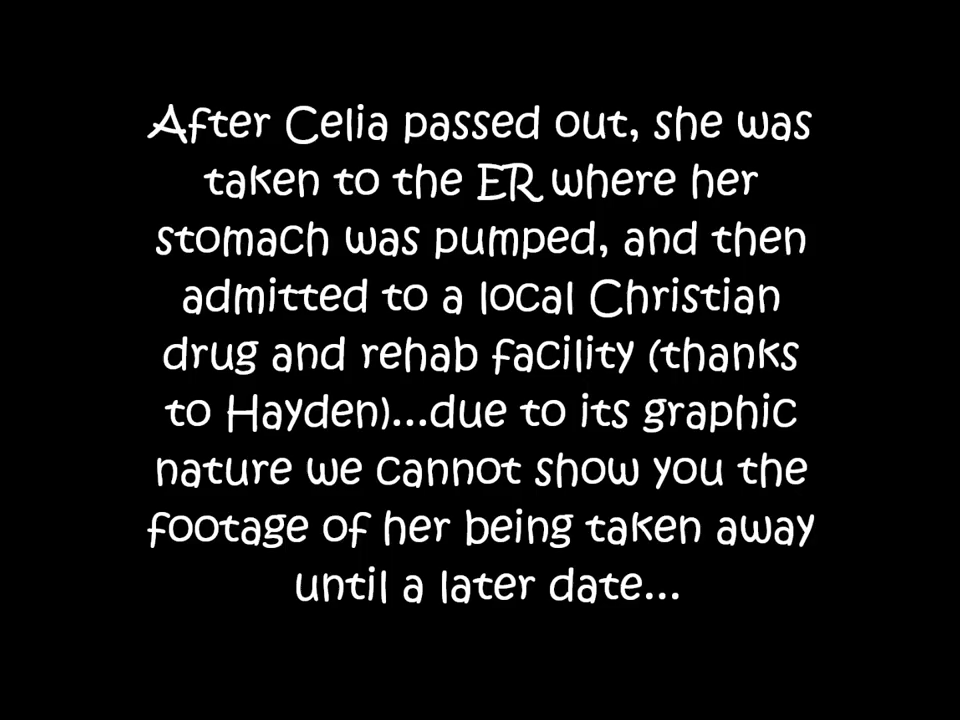 After Celia passed out, she was
taken to the ER where her
stomach was pumped, and then
admitted to a local Christian
drug and rehab facility (thanks
to Hayden)...due to its graphic
nature we cannot show you the
footage of her being taken away
until a later date...